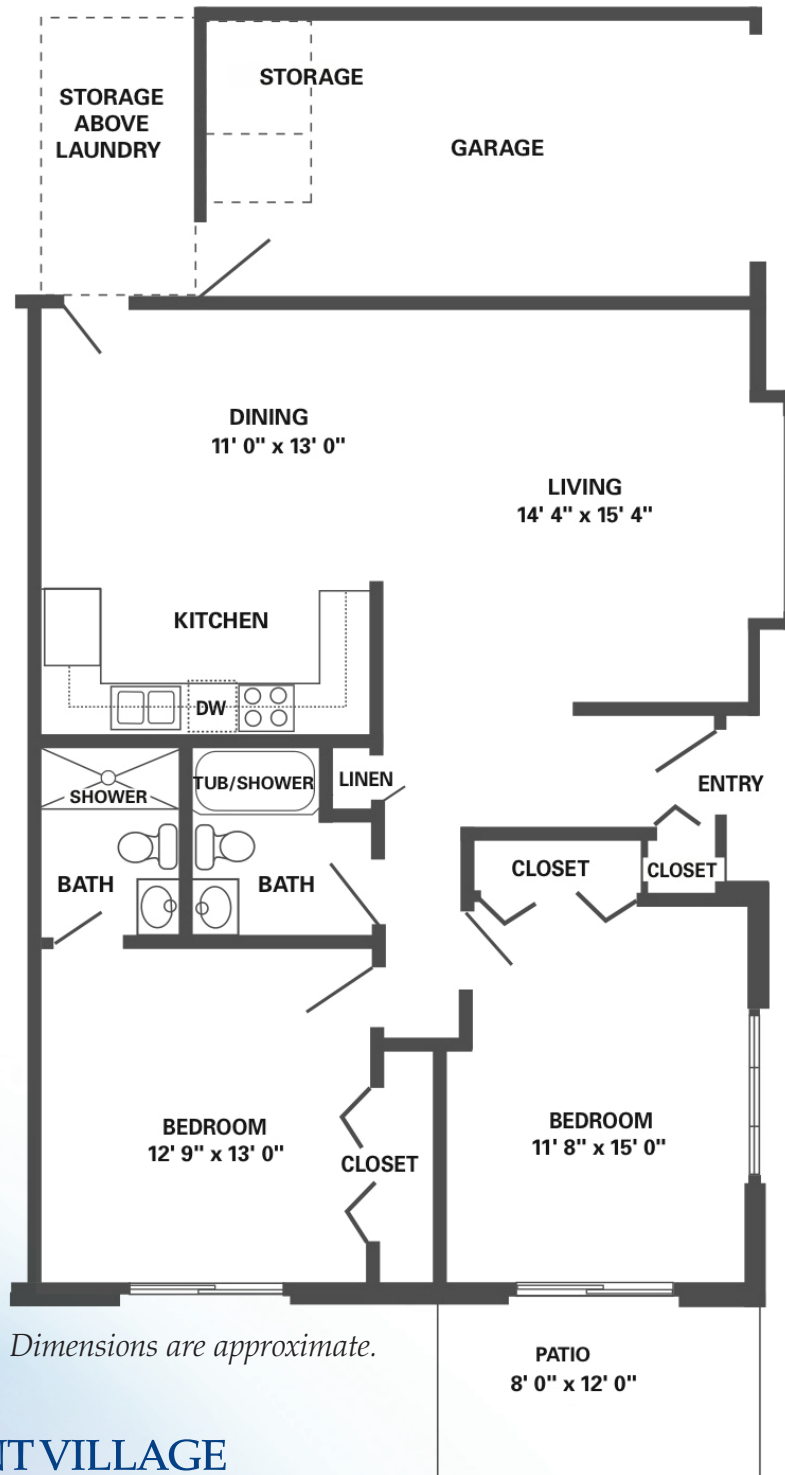 STORAGE
STORAGE
ABOVE
LAUNDRY
GARAGE
DINING
11' 0" x 13' 0"
LIVING
14' 4" x 15' 4"
KITCHEN
DW
SHOWER
TUB/SHOWER
LINEN
ENTRY
BATH
BATH
CLOSET
CLOSET
BEDROOM
12' 9" x 13' 0"
CLOSET
BEDROOM
11' 8" x 15' 0"
Dimensions are approximate.
PATIO
8' 0" x 12' 0"
NT VILLAGE